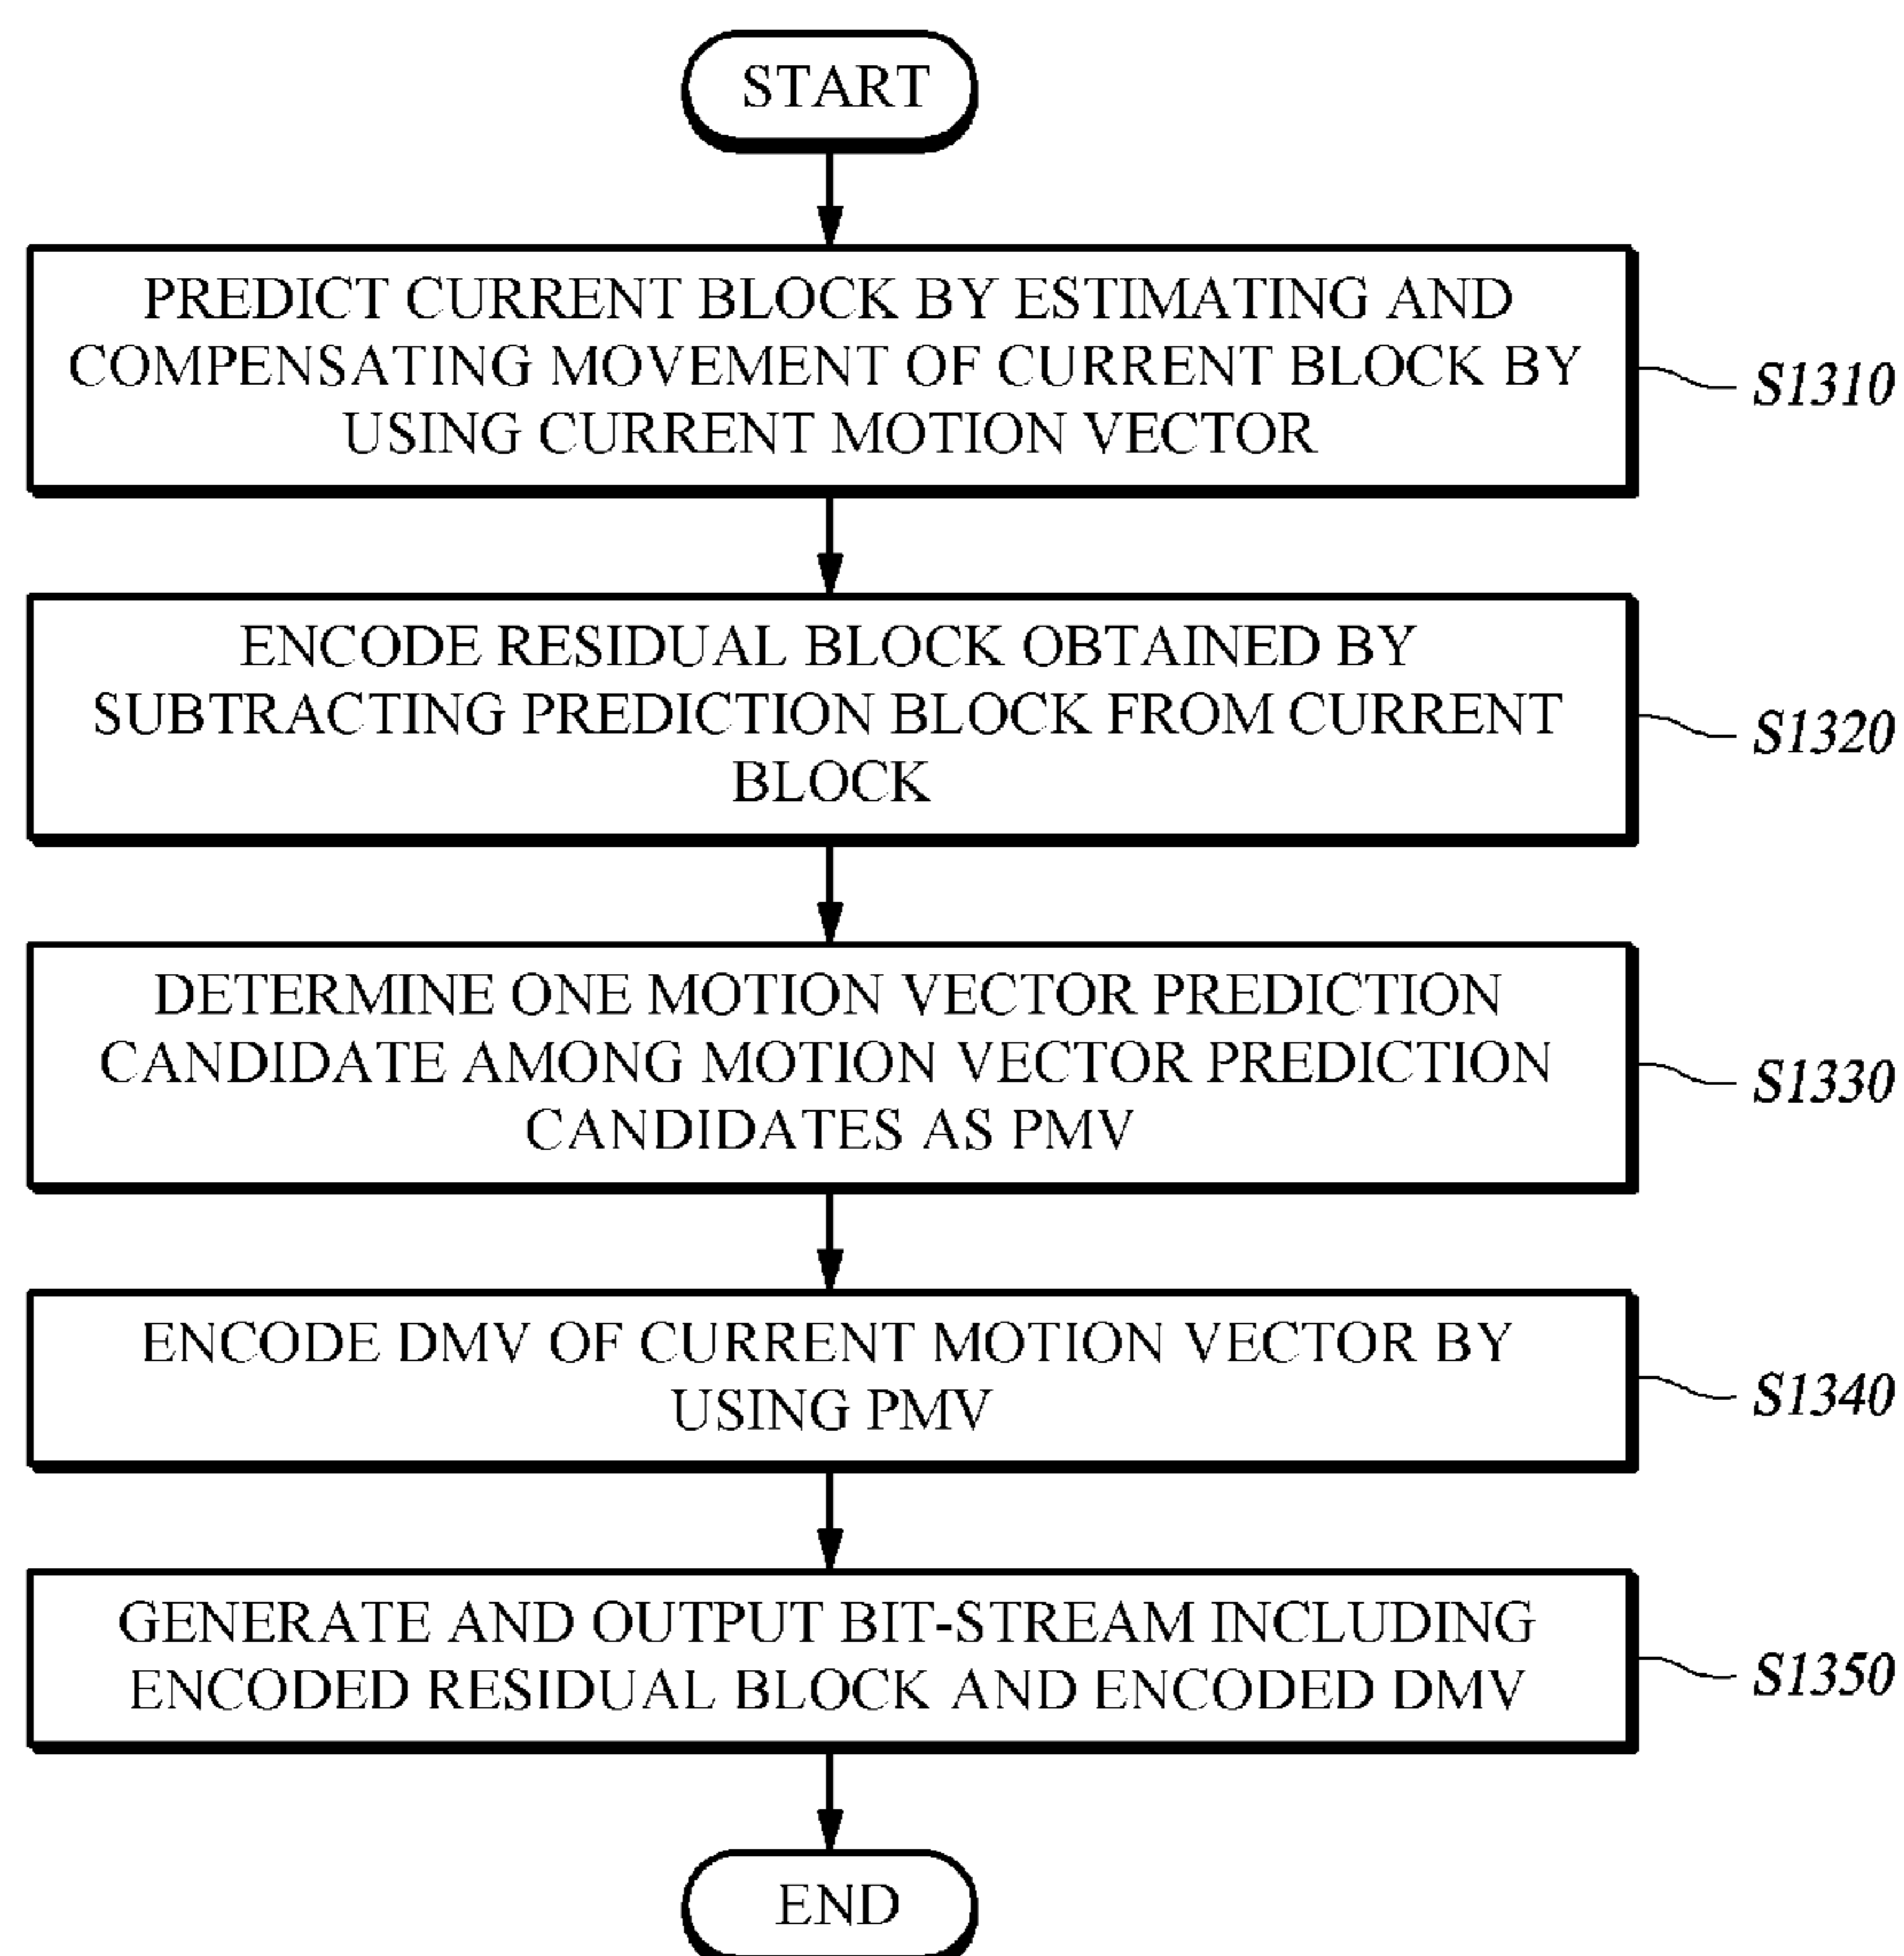 START
PREDICT CURRENT BLOCK BY ESTIMATING AND
COMPENSATING MOVEMENT OF CURRENT BLOCK BY
USING CURRENT MOTION VECTOR
S1310
ENCODE RESIDUAL BLOCK OBTAINED BY
SUBTRACTING PREDICTION BLOCK FROM CURRENT
BLOCK
S1320
DETERMINE ONE MOTION VECTOR PREDICTION
CANDIDATE AMONG MOTION VECTOR PREDICTION
CANDIDATES AS PMV
S1330
ENCODE DMV OF CURRENT MOTION VECTOR BY
USING PMV
S1340
GENERATE AND OUTPUT BIT-STREAM INCLUDING
ENCODED RESIDUAL BLOCK AND ENCODED DMV
S1350
END